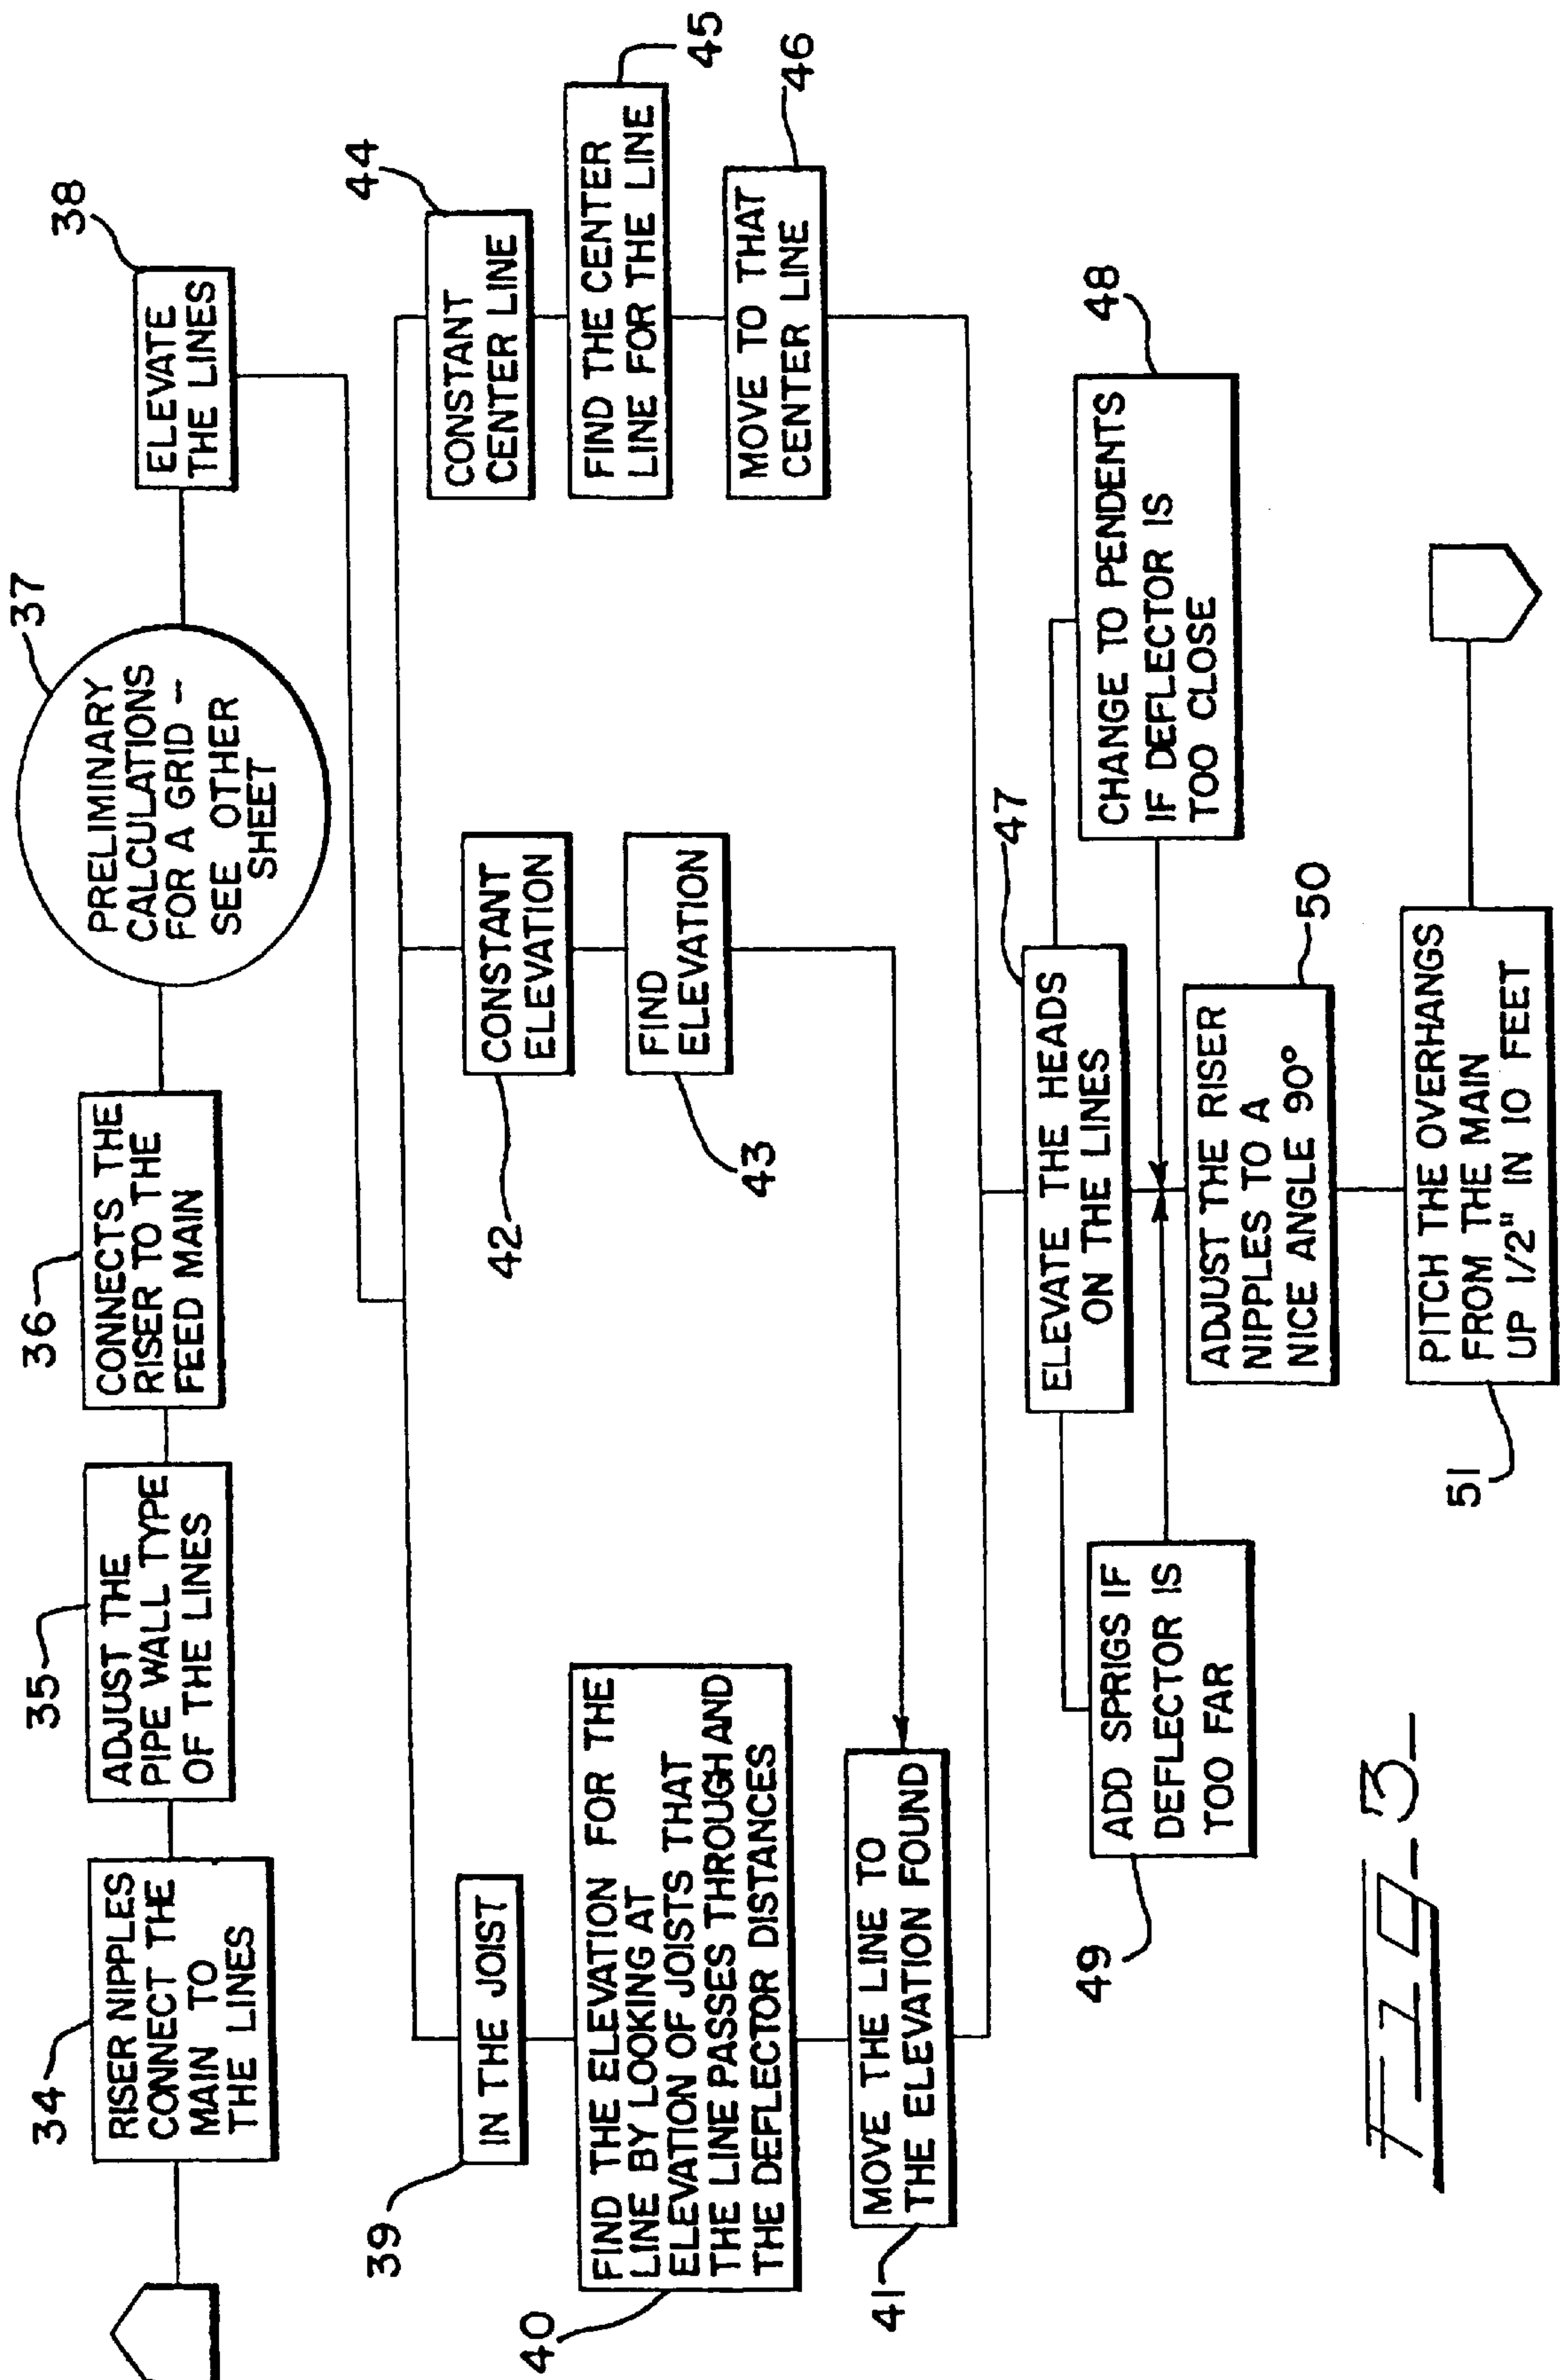 34
RISER NIPPLES
CONNECT THE
MAIN TO
THE LINES
35
ADJUST THE
PIPE WALL TYPE
OF THE LINES
36
CONNECTS THE
RISER TO THE
FEED MAIN
37
PRELIMINARY
CALCULATIONS
FOR A GRID –
SEE OTHER
SHEET
38
ELEVATE
THE LINES
39
IN THE JOIST
40
FIND THE ELEVATION FOR THE
LINE BY LOOKING AT
ELEVATION OF JOISTS THAT
THE LINE PASSES THROUGH AND
THE DEFLECTOR DISTANCES
41
MOVE THE LINE TO
THE ELEVATION FOUND
42
CONSTANT
ELEVATION
43
FIND
ELEVATION
44
CONSTANT
CENTER LINE
45
FIND THE CENTER
LINE FOR THE LINE
46
MOVE TO THAT
CENTER LINE
47
ELEVATE THE HEADS
ON THE LINES
48
CHANGE TO PENDENTS
IF DEFLECTOR IS
TOO CLOSE
49
ADD SPRIGS IF
DEFLECTOR IS
TOO FAR
50
ADJUST THE RISER
NIPPLES TO A
NICE ANGLE 90°
51
PITCH THE OVERHANGS
FROM THE MAIN
UP 1/2" IN 10 FEET
FIG. 3